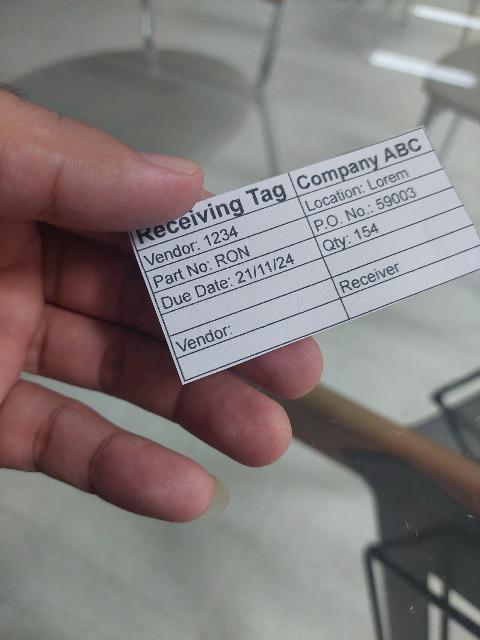 Receiving Tag Company ABC
Vendor: 1234 Location: Lorem
Part No: RON P.O. No.: 59003
Due Date: 21/11/24 Qty: 154
Vendor: Receiver